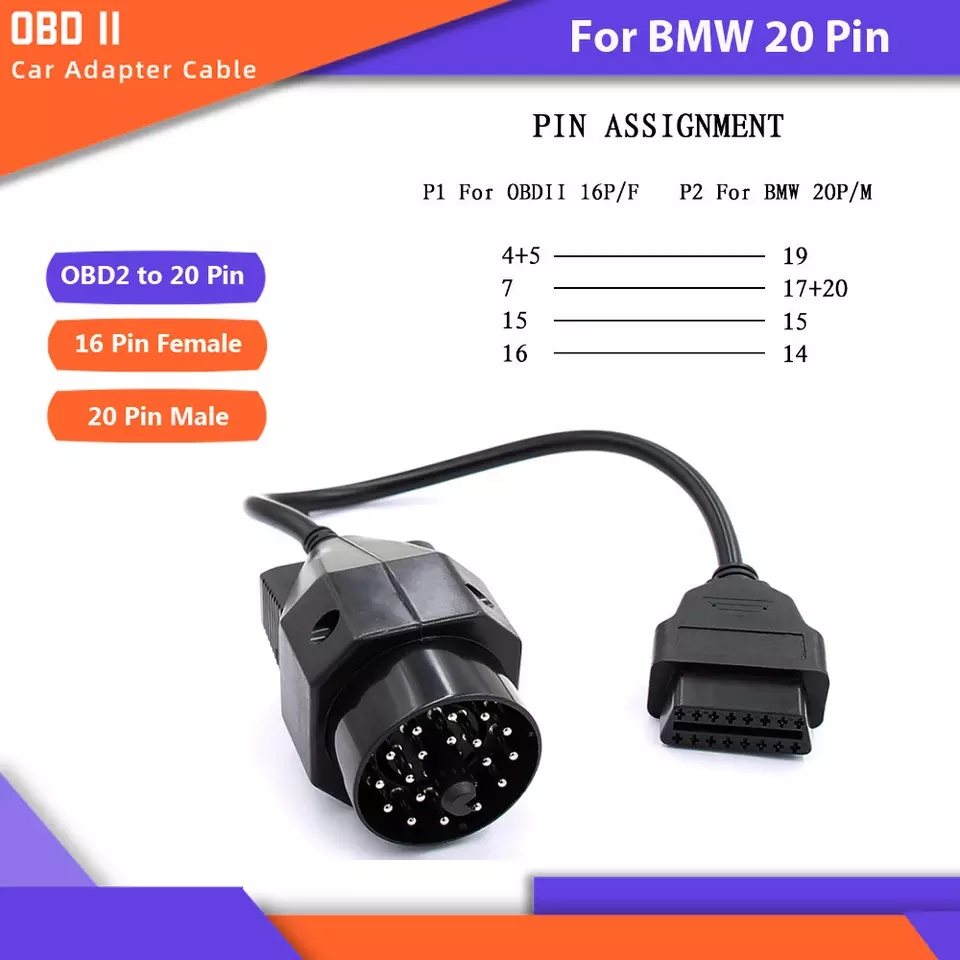 OBD II
Car Adapter Cable
For BMW 20 Pin
PIN ASSIGNMENT
P1 For OBDII 16P/F P2 For BMW 20P/M
4+5 19
7 17+20
15 15
16 14
OBD2 to 20 Pin
16 Pin Female
20 Pin Male